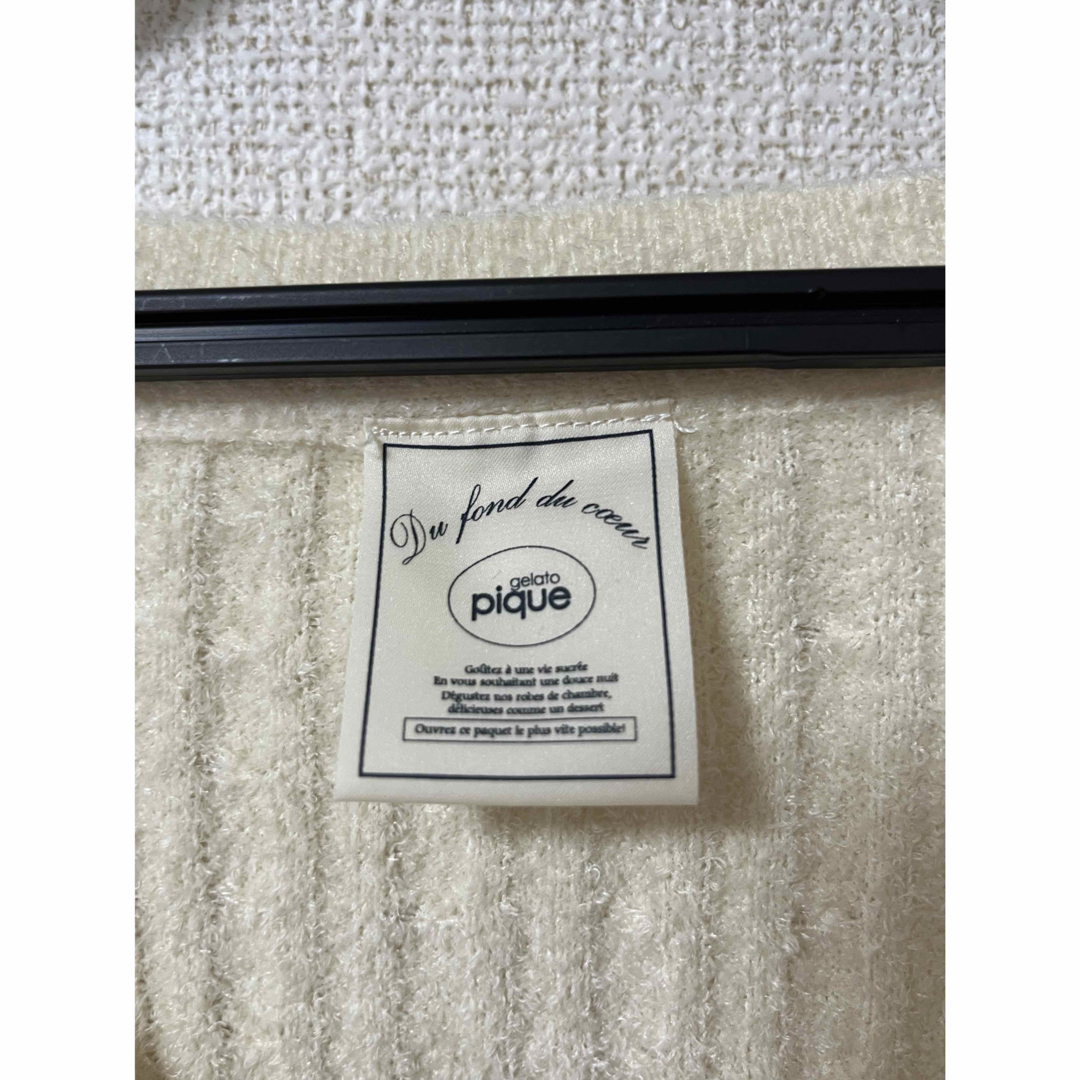 Du fond du cœur
gelato
pique
Goûtez à une vie sucrée
En vous souhaitant une douce nuit
Dégustez nos robes de chambre,
délicieuses comme un dessert
Ouvrez ce paquet le plus vite possible!